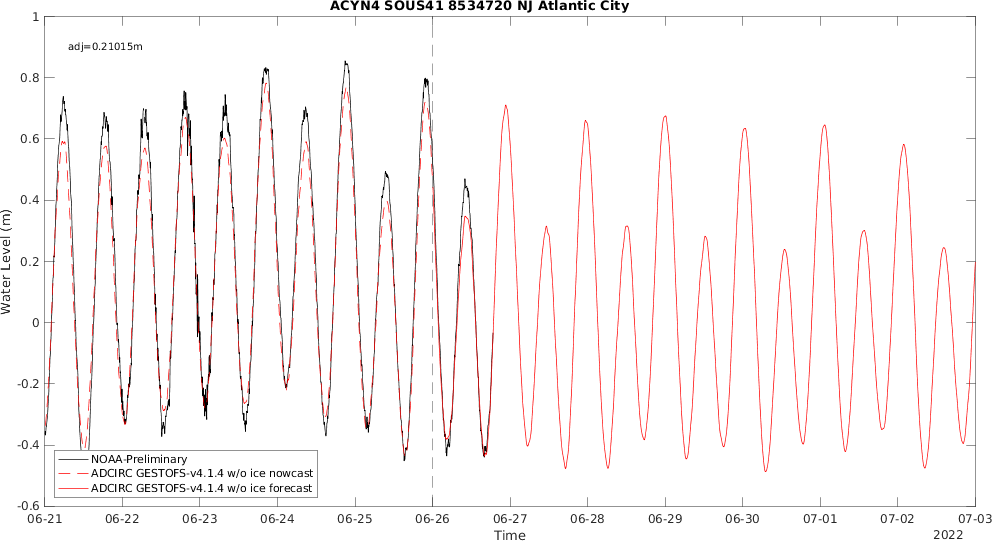 ACYN4 SOUS41 8534720 NJ Atlantic City
adj=0.21015m
Water Level (m)
1
0.8
0.6
0.4
0.2
0
-0.2
-0.4
-0.6
NOAA-Preliminary
ADCIRC GESTOFS-v4.1.4 w/o ice nowcast
ADCIRC GESTOFS-v4.1.4 w/o ice forecast
06-21 06-22 06-23 06-24 06-25 06-26 06-27 06-28 06-29 06-30 07-01 07-02 07-03
Time
2022